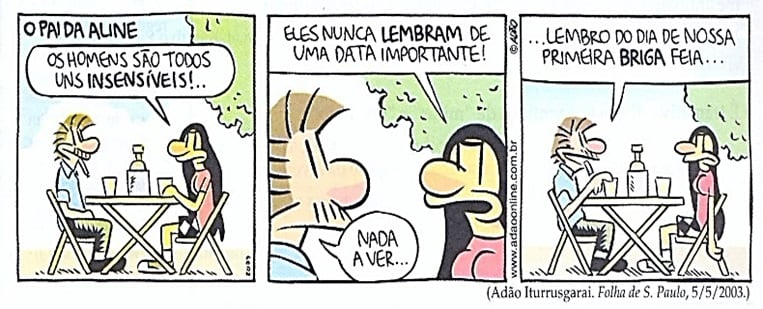 O PAI DA ALINE
OS HOMENS SÃO TODOS
UNS INSENSÍVEIS!..
ELES NUNCA LEMBRAM DE
UMA DATA IMPORTANTE!
NADA
A VER...
© ADÃO
www.adaoonline.com.br
...LEMBRO DO DIA DE NOSSA
PRIMEIRA BRIGA FEIA...
(Adão Iturrusgarai. Folha de S. Paulo, 5/5/2003.)